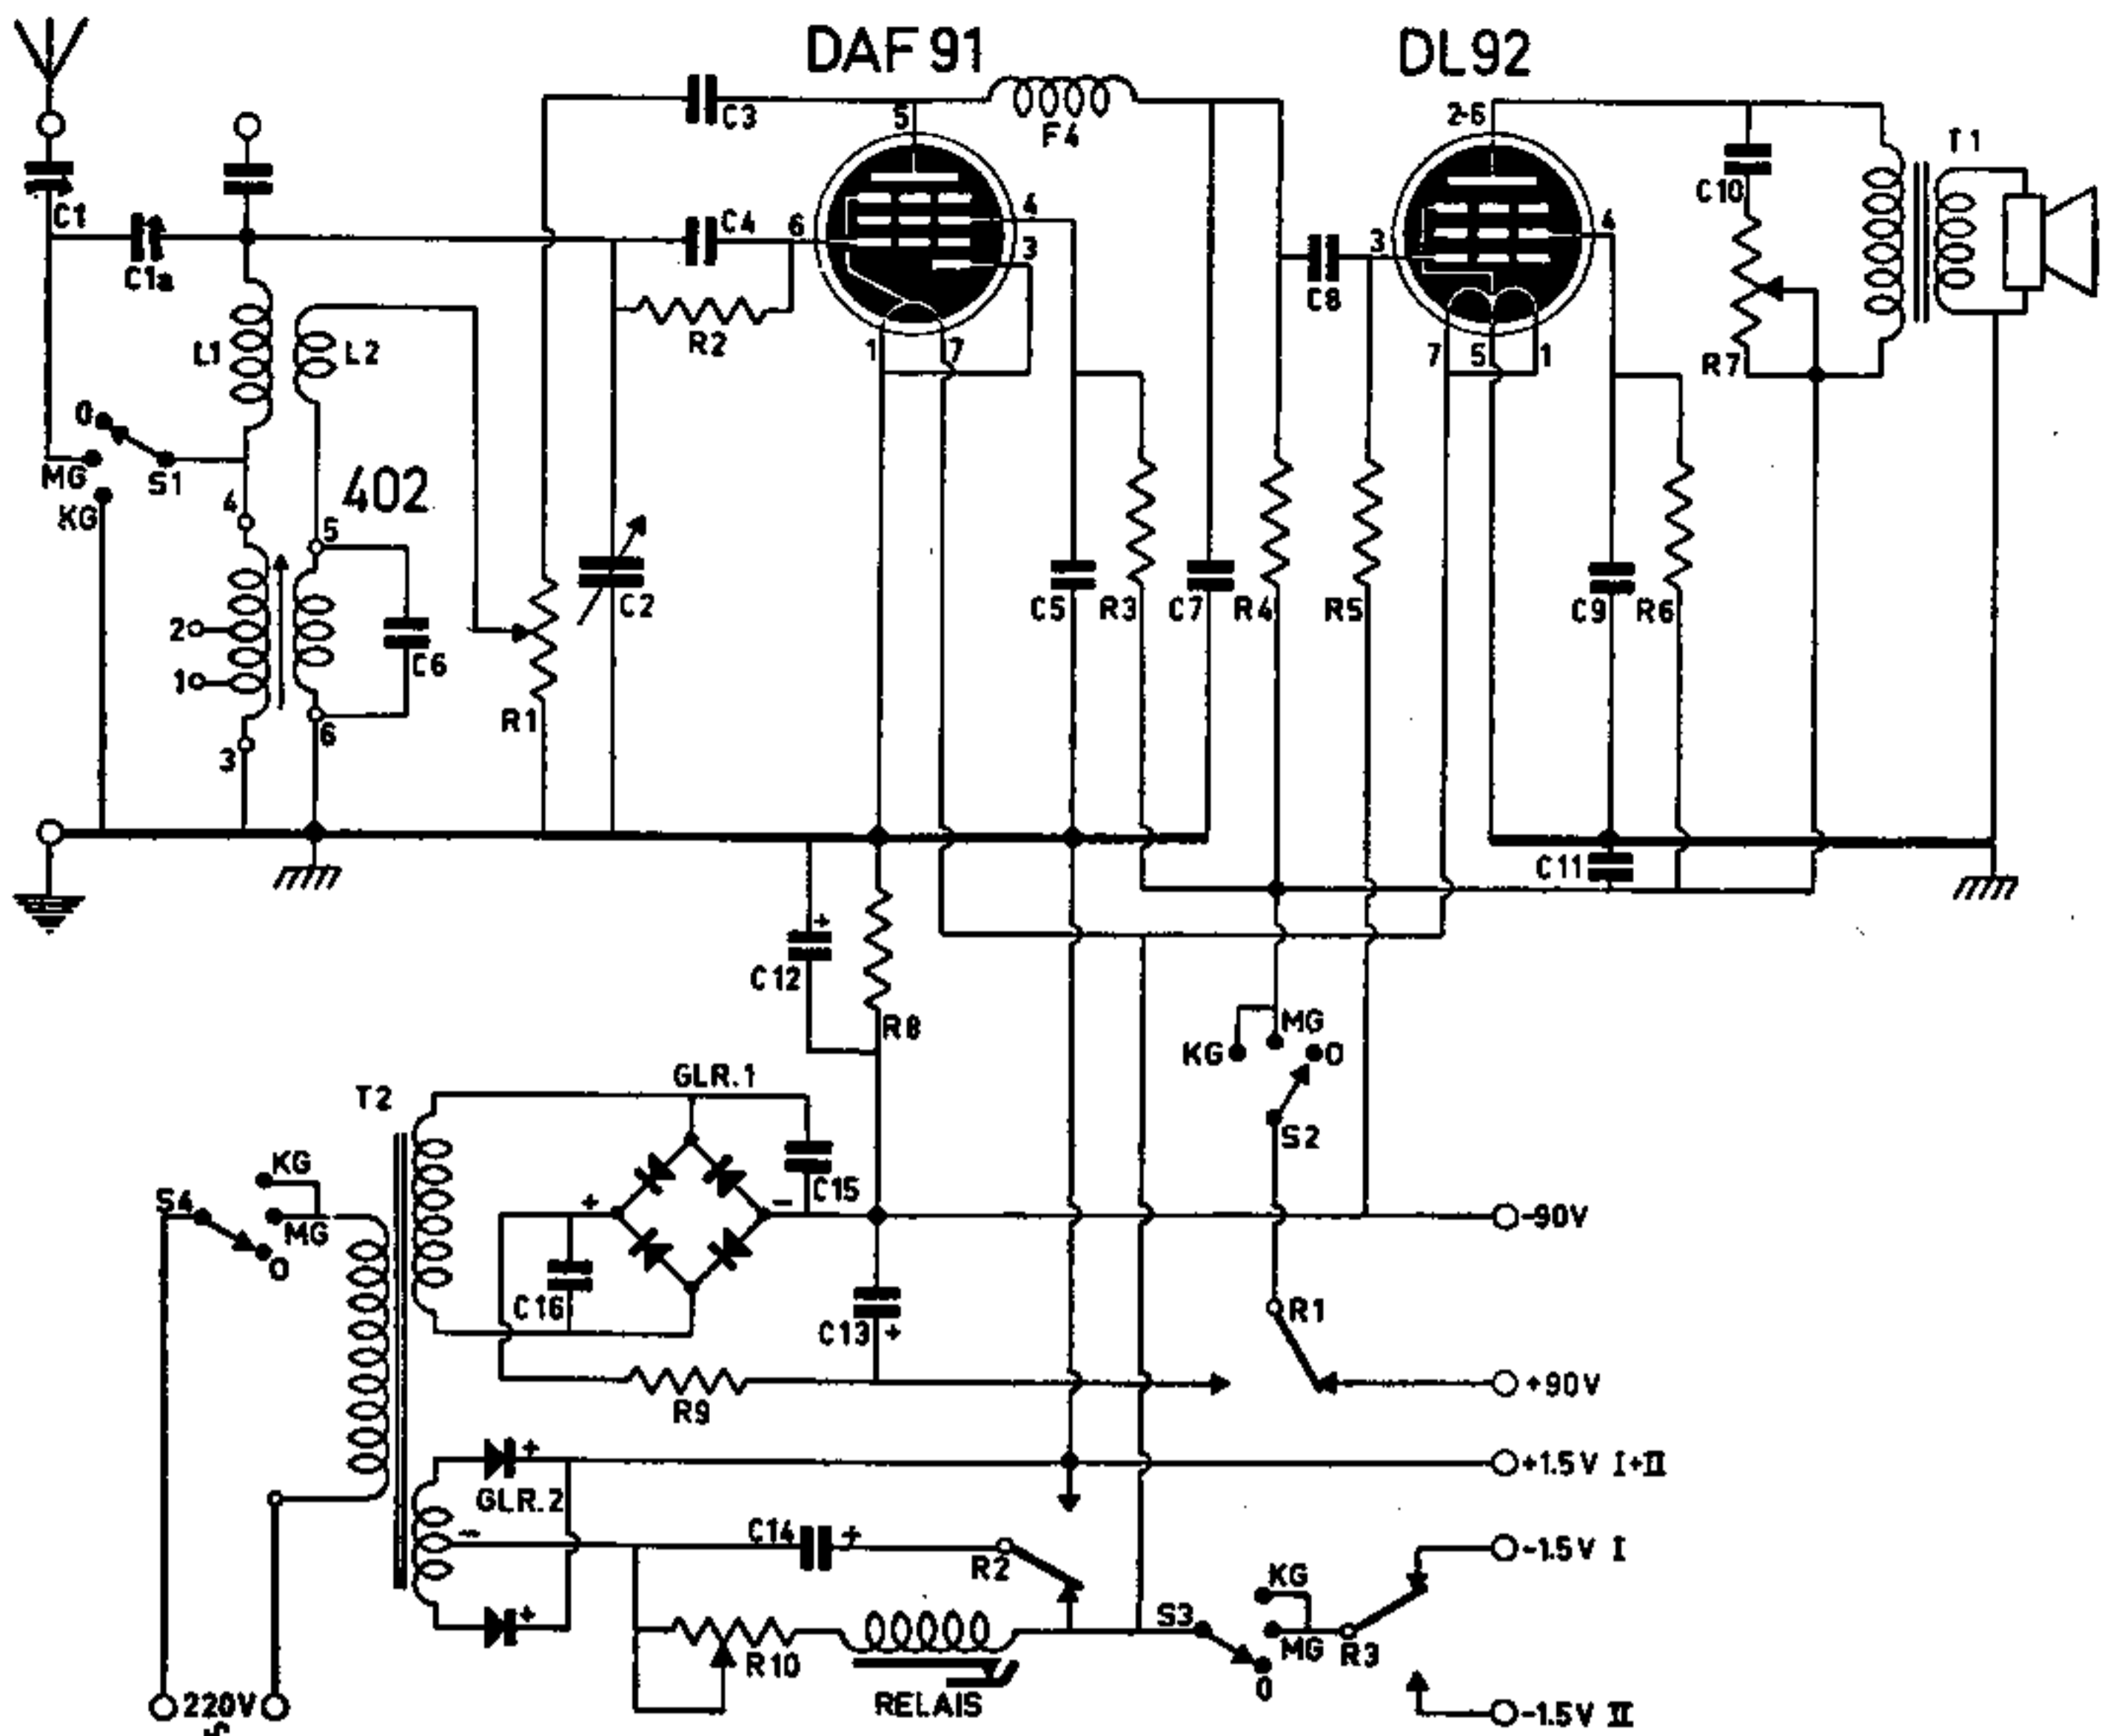 DAF 91
DL92
C3
5
F4
2-6
T1
C1
C4
6
4
3
C10
C1a
3
4
R2
C8
L1
L2
1
7
7
5
1
R7
0
MG
S1
KG
4
402
5
2
1
C6
3
6
R1
C2
C5
R3
C7
R4
R5
C9
R6
C11
+
C12
R8
MG
KG
0
S2
GLR.1
T2
KG
S4
MG
0
+
-
C15
C16
C13
+
R9
-90V
R1
+90V
+
GLR.2
+1.5V I+II
-
C14
+
R2
-1.5V I
+
R10
RELAIS
S3
KG
MG
0
R3
-1.5V II
220V